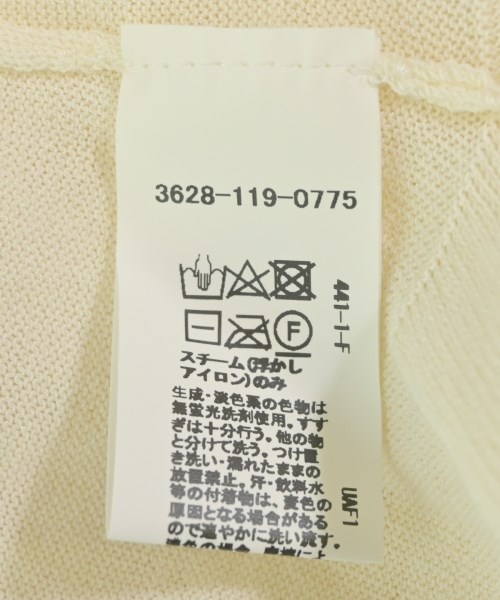 3628-119-0775
441-1-F
F
スチーム(浮かし
アイロン)のみ
生成・淡色系の色物は
無蛍光洗剤使用。すす
ぎは十分行う。他の物
と分けて洗う。つけ置
き洗い・濡れたままの
放置禁止。汗・飲料水
等の付着物は、変色の
原因となる場合がある
ので速やかに洗い流す。
UAF1